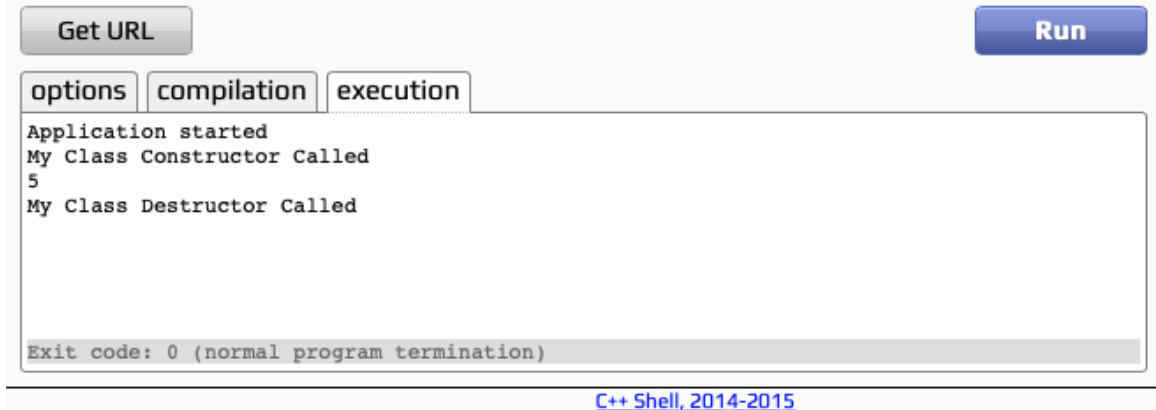 Get URL
Run
options compilation execution
Application started
My Class Constructor Called
5
My Class Destructor Called
Exit code: 0 (normal program termination)
C++ Shell, 2014-2015